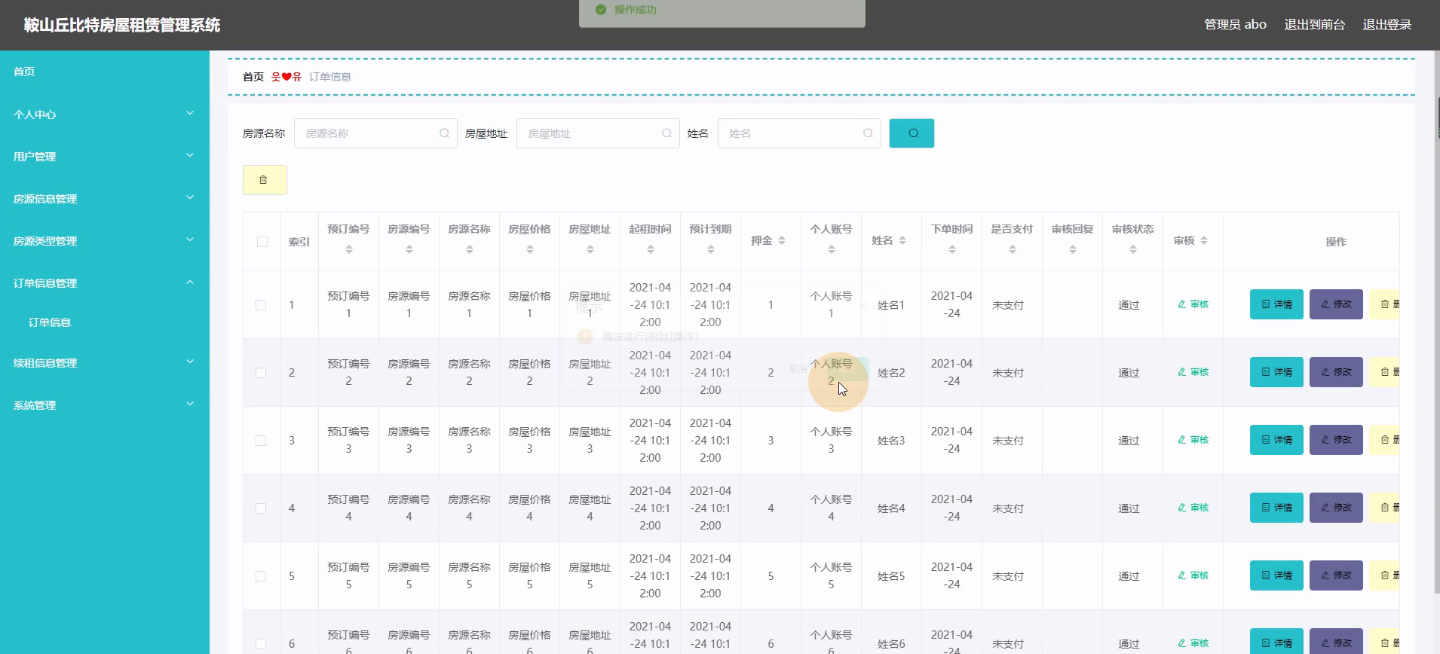 操作成功
鞍山丘比特房屋租赁管理系统
管理员 abo 退出到前台 退出登录
首页
个人中心
用户管理
房源信息管理
房源类型管理
订单信息管理
订单信息
续租信息管理
系统管理
首页 웃❤유 订单信息
房源名称 房源名称 房屋地址 房屋地址 姓名 姓名
索引 预订编号 房源编号 房源名称 房屋价格 房屋地址 起租时间 预计到期 押金 个人账号 姓名 下单时间 是否支付 审核回复 审核状态 审核 操作
1 预订编号1 房源编号1 房源名称1 房屋价格1 房屋地址1 2021-04-24 10:12:00 2021-04-24 10:12:00 1 个人账号1 姓名1 2021-04-24 未支付 通过 审核 详情 修改
2 预订编号2 房源编号2 房源名称2 房屋价格2 房屋地址2 2021-04-24 10:12:00 2021-04-24 10:12:00 2 个人账号2 姓名2 2021-04-24 未支付 通过 审核 详情 修改
3 预订编号3 房源编号3 房源名称3 房屋价格3 房屋地址3 2021-04-24 10:12:00 2021-04-24 10:12:00 3 个人账号3 姓名3 2021-04-24 未支付 通过 审核 详情 修改
4 预订编号4 房源编号4 房源名称4 房屋价格4 房屋地址4 2021-04-24 10:12:00 2021-04-24 10:12:00 4 个人账号4 姓名4 2021-04-24 未支付 通过 审核 详情 修改
5 预订编号5 房源编号5 房源名称5 房屋价格5 房屋地址5 2021-04-24 10:12:00 2021-04-24 10:12:00 5 个人账号5 姓名5 2021-04-24 未支付 通过 审核 详情 修改
6 预订编号6 房源编号6 房源名称6 房屋价格6 房屋地址6 2021-04-24 10:1 2021-04-24 10:1 6 个人账号6 姓名6 2021-04-24 未支付 通过 审核 详情 修改
提示
确定进行[删除]操作?
取消